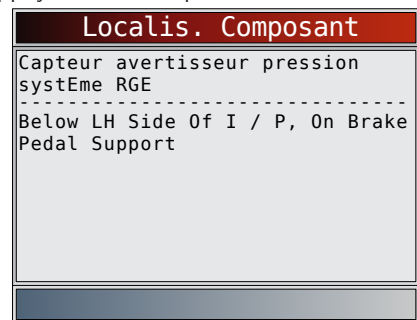 Localis. Composant
Capteur avertisseur pression
systEme RGE
--------------------------------
Below LH Side Of I / P, On Brake
Pedal Support